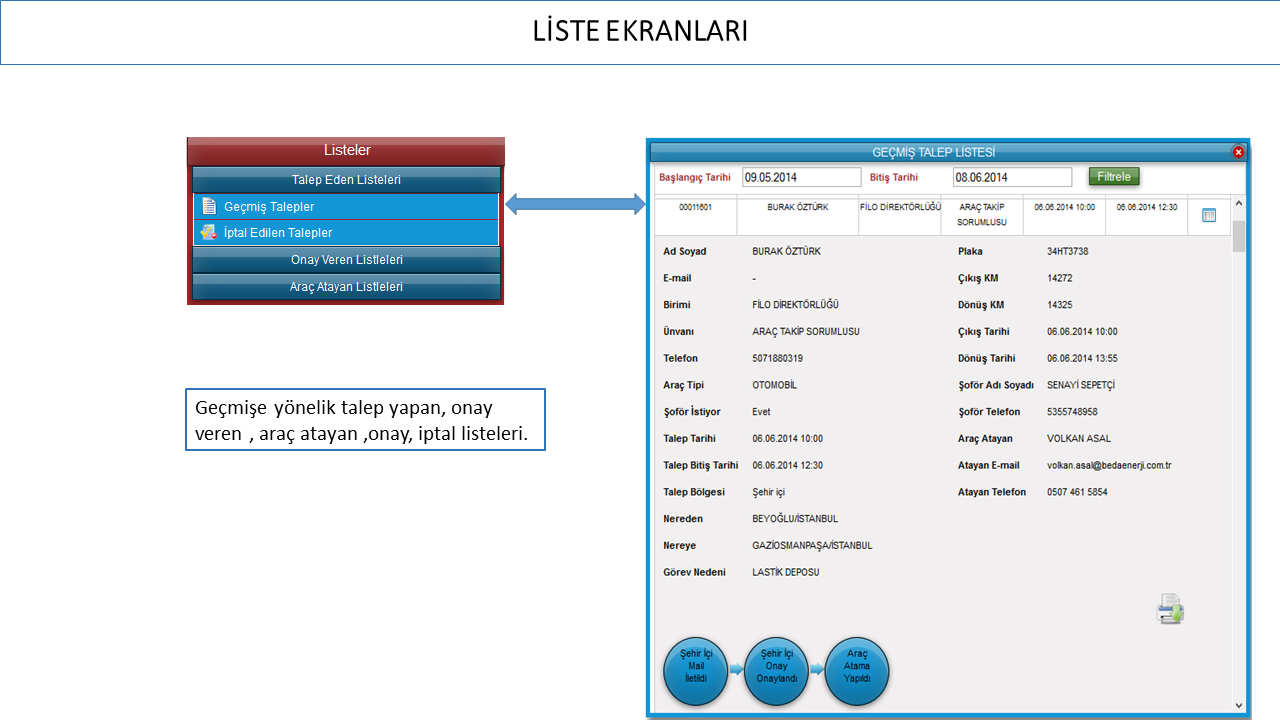 LİSTE EKRANLARI
Listeler
Talep Eden Listeleri
Geçmiş Talepler
İptal Edilen Talepler
Onay Veren Listleleri
Araç Atayan Listleleri
Geçmişe yönelik talep yapan, onay
veren , araç atayan ,onay, iptal listeleri.
GEÇMİŞ TALEP LİSTESİ
Başlangıç Tarihi 09.05.2014 Bitiş Tarihi 08.06.2014 Filtrele
00011601 BURAK ÖZTÜRK FİLO DİREKTÖRLÜĞÜ ARAÇ TAKİP 06.06.2014 10:00 06.06.2014 12:30
SORUMLUSU
Ad Soyad BURAK ÖZTÜRK Plaka 34HT3738
E-mail - Çıkış KM 14272
Birimi FİLO DİREKTÖRLÜĞÜ Dönüş KM 14325
Ünvanı ARAÇ TAKİP SORUMLUSU Çıkış Tarihi 06.06.2014 10:00
Telefon 5071880319 Dönüş Tarihi 06.06.2014 13:55
Araç Tipi OTOMOBİL Şoför Adı Soyadı SENAYİ SEPETÇİ
Şoför İstiyor Evet Şoför Telefon 5355748958
Talep Tarihi 06.06.2014 10:00 Araç Atayan VOLKAN ASAL
Talep Bitiş Tarihi 06.06.2014 12:30 Atayan E-mail volkan.asal@bedaenerji.com.tr
Talep Bölgesi Şehir içi Atayan Telefon 0507 461 5854
Nereden BEYOĞLU/İSTANBUL
Nereye GAZİOSMANPAŞA/İSTANBUL
Görev Nedeni LASTİK DEPOSU
Şehir İçi
Mail
İletildi
Şehir İçi
Onay
Onaylandı
Araç
Atama
Yapıldı